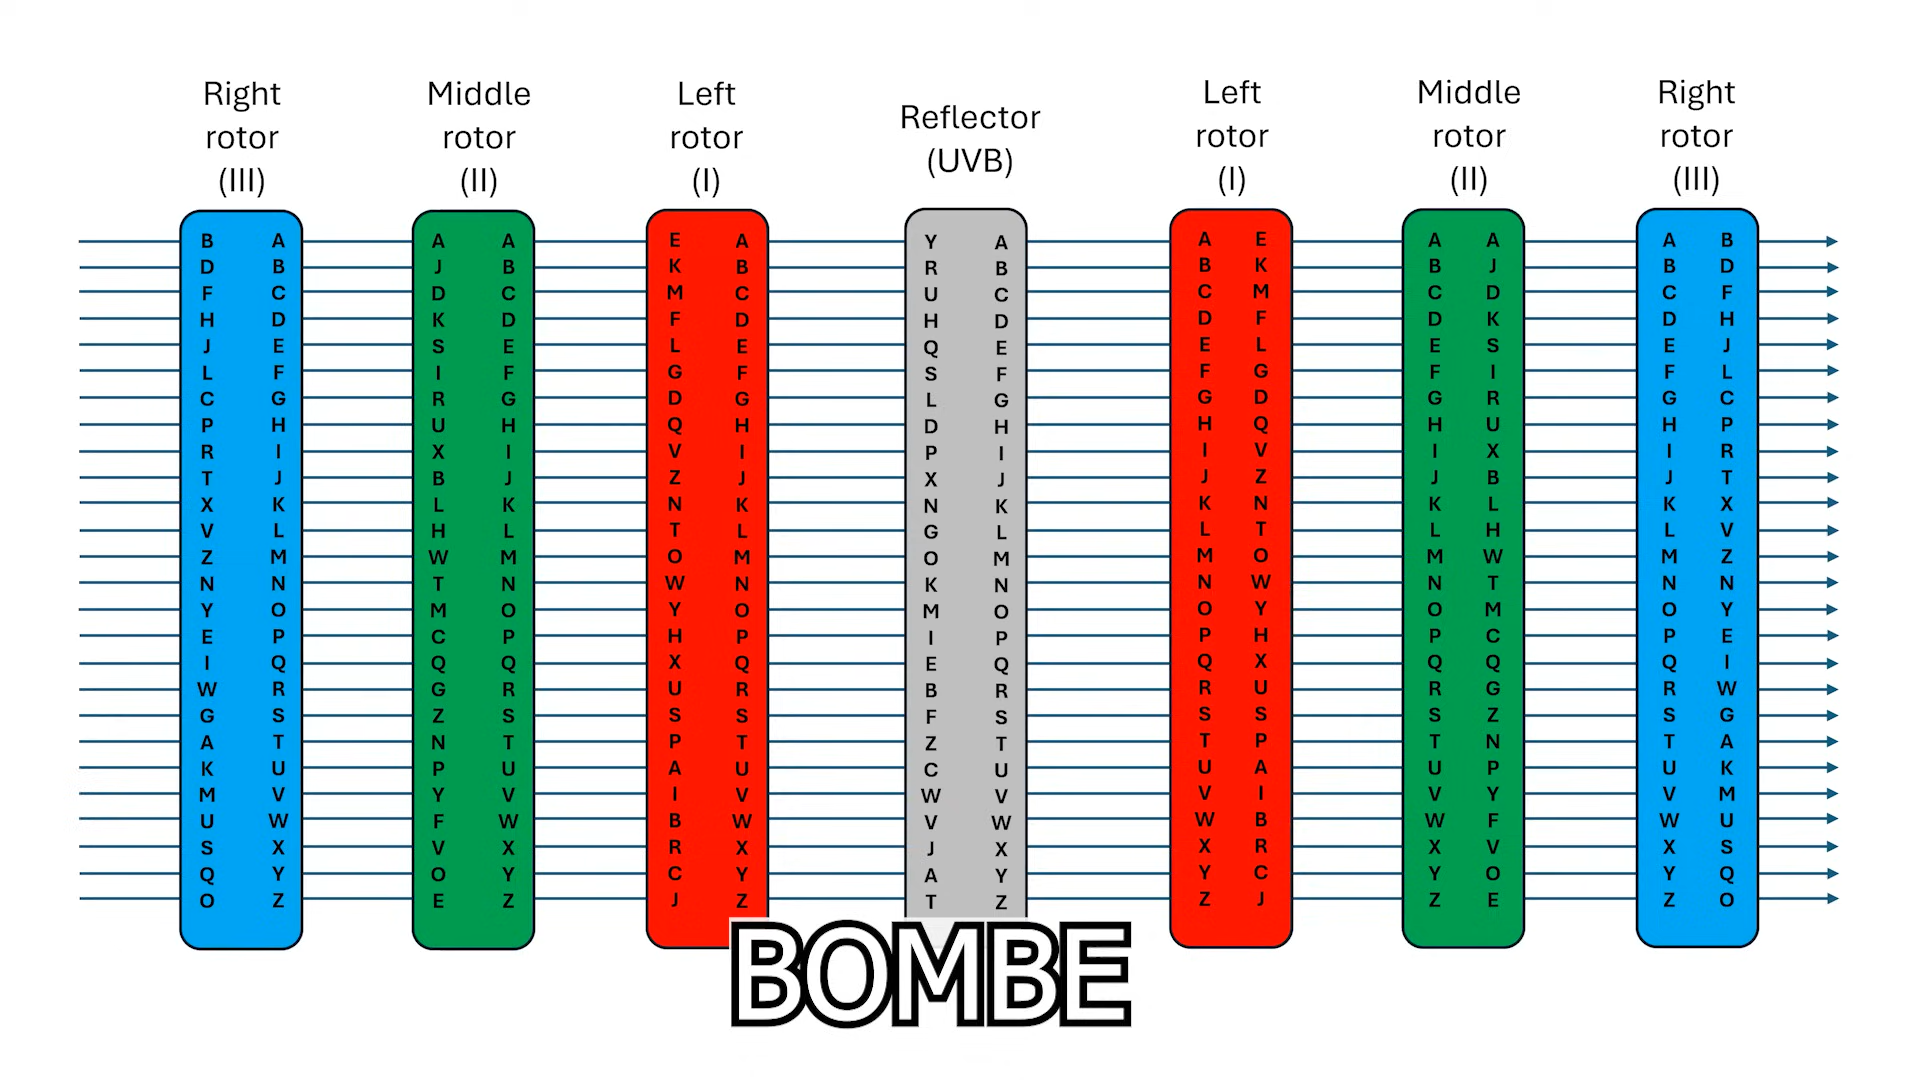 Right
rotor
(III)
Middle
rotor
(II)
Left
rotor
(I)
Reflector
(UVB)
Left
rotor
(I)
Middle
rotor
(II)
Right
rotor
(III)
B A A A E A Y A A E A A A B
D B J B K B R B B K B J B D
F C D C M C U C C M C D C F
H D K D F D H D D F D K D H
J E S E L E Q E E L E S E J
L F I F G F S F F G F I F L
C G R G D G L G G D G R G C
P H U H Q H D H H Q H U H P
R I X I V I P I I V I X I R
T J B J Z J X J J Z J B J T
X K L K N K N K K N K L K X
V L H L T L G L L T L H L V
Z M W M O M O M M O M W M Z
N N T N W N K N N W N T N N
Y O M O Y O M O O Y O M O Y
E P C P H P I P P H P C P E
I Q Q Q X Q E Q Q X Q Q Q I
W R G R U R B R R U R G R W
G S Z S S S F S S S S Z S G
A T N T P T Z T T P T N T A
K U P U A U C U U A U P U K
M V Y V I V W V V I V Y V M
U W F W B W V W W B W F W U
S X V X R X J X X R X V X S
Q Y O Y C Y A Y Y C Y O Y Q
O Z E Z J Z T Z Z J Z E Z O
BOMBE